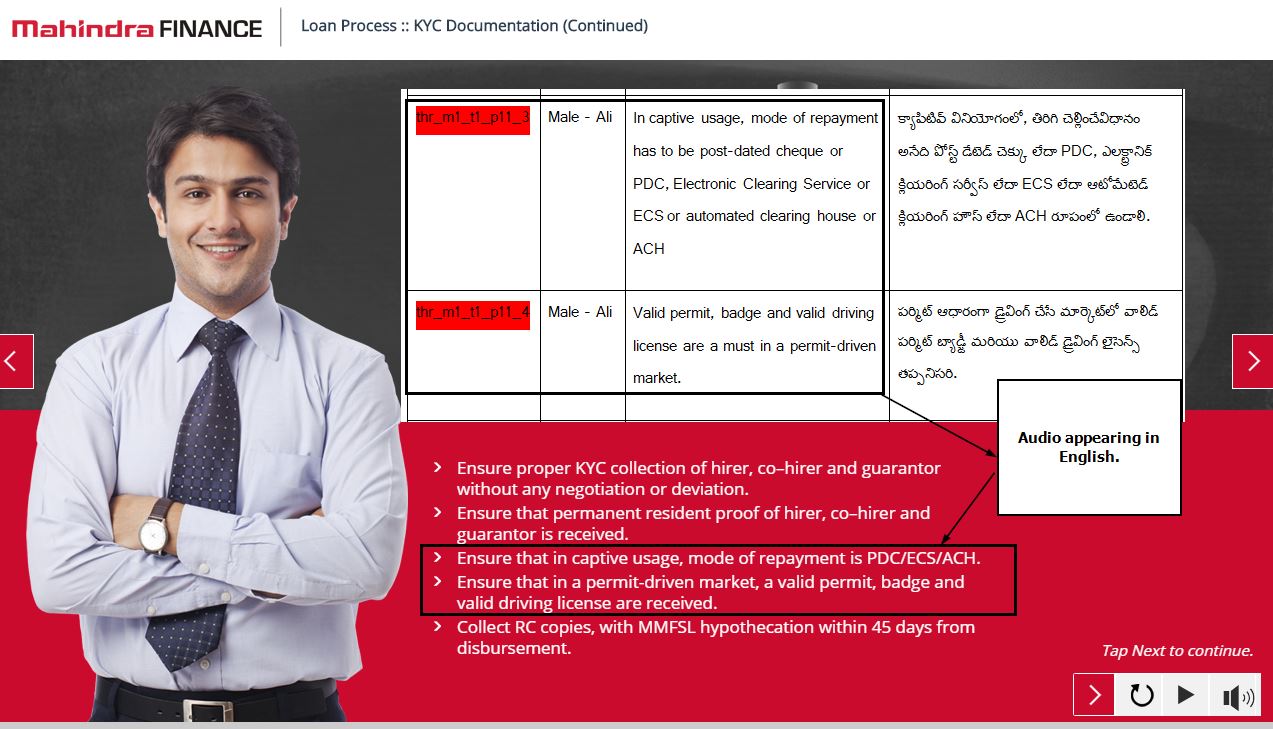 Mahindra FINANCE
Loan Process :: KYC Documentation (Continued)
thr_m1_t1_p11_3
Male - Ali
In captive usage, mode of repayment
has to be post-dated cheque or
PDC, Electronic Clearing Service or
ECS or automated clearing house or
ACH
క్యాపిటివ్ వినియోగంలో, తిరిగి చెల్లించేవిధానం
అనేది పోస్ట్ డేటెడ్ చెక్కు లేదా PDC, ఎలక్ట్రానిక్
క్లియరింగ్ సర్వీస్ లేదా ECS లేదా ఆటోమేటెడ్
క్లియరింగ్ హౌస్ లేదా ACH రూపంలో ఉండాలి.
thr_m1_t1_p11_4
Male - Ali
Valid permit, badge and valid driving
license are a must in a permit-driven
market.
పర్మిట్ ఆధారంగా డ్రైవింగ్ చేసే మార్కెట్‌లో వాలిడ్
పర్మిట్ బ్యాడ్జీ మరియు వాలిడ్ డ్రైవింగ్ లైసెన్స్
తప్పనిసరి.
Audio appearing in
English.
Ensure proper KYC collection of hirer, co–hirer and guarantor
without any negotiation or deviation.
Ensure that permanent resident proof of hirer, co–hirer and
guarantor is received.
Ensure that in captive usage, mode of repayment is PDC/ECS/ACH.
Ensure that in a permit-driven market, a valid permit, badge and
valid driving license are received.
Collect RC copies, with MMFSL hypothecation within 45 days from
disbursement.
Tap Next to continue.